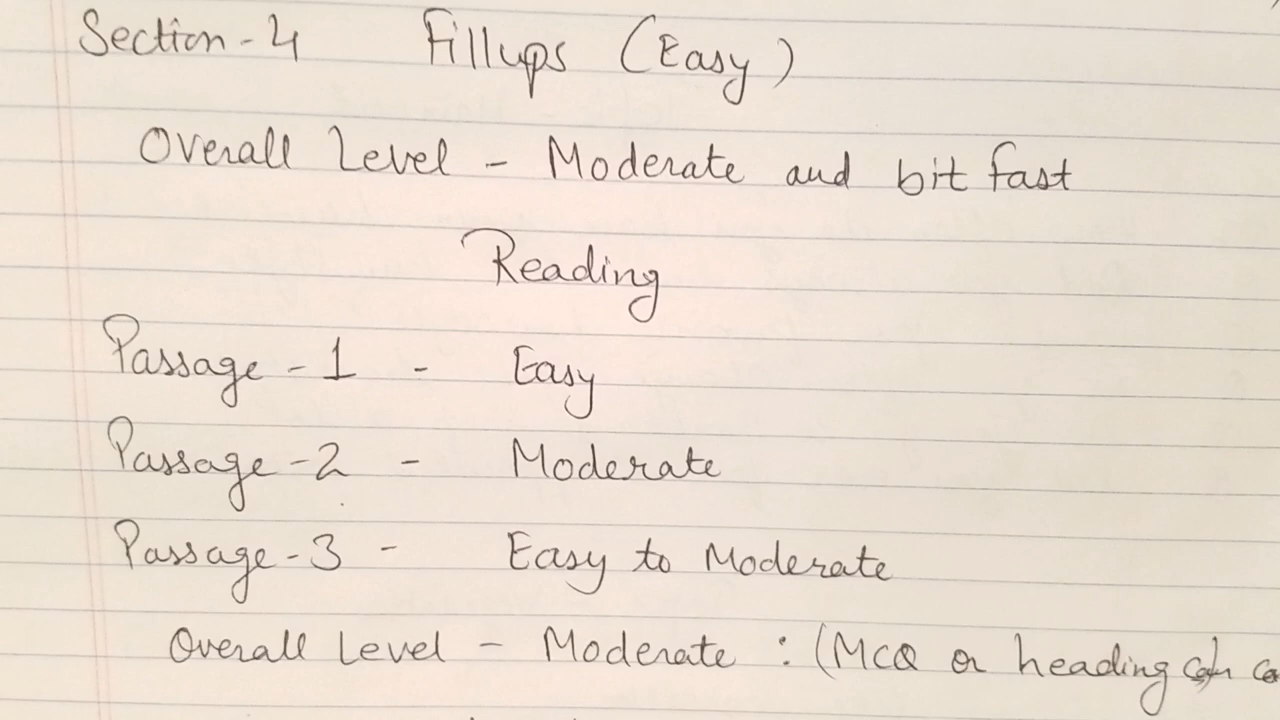 Section-4 Fillups (Easy)
Overall Level - Moderate and bit fast
Reading
Passage-1 - Easy
Passage-2 - Moderate
Passage-3 - Easy to Moderate
Overall Level - Moderate : (MCQ or heading